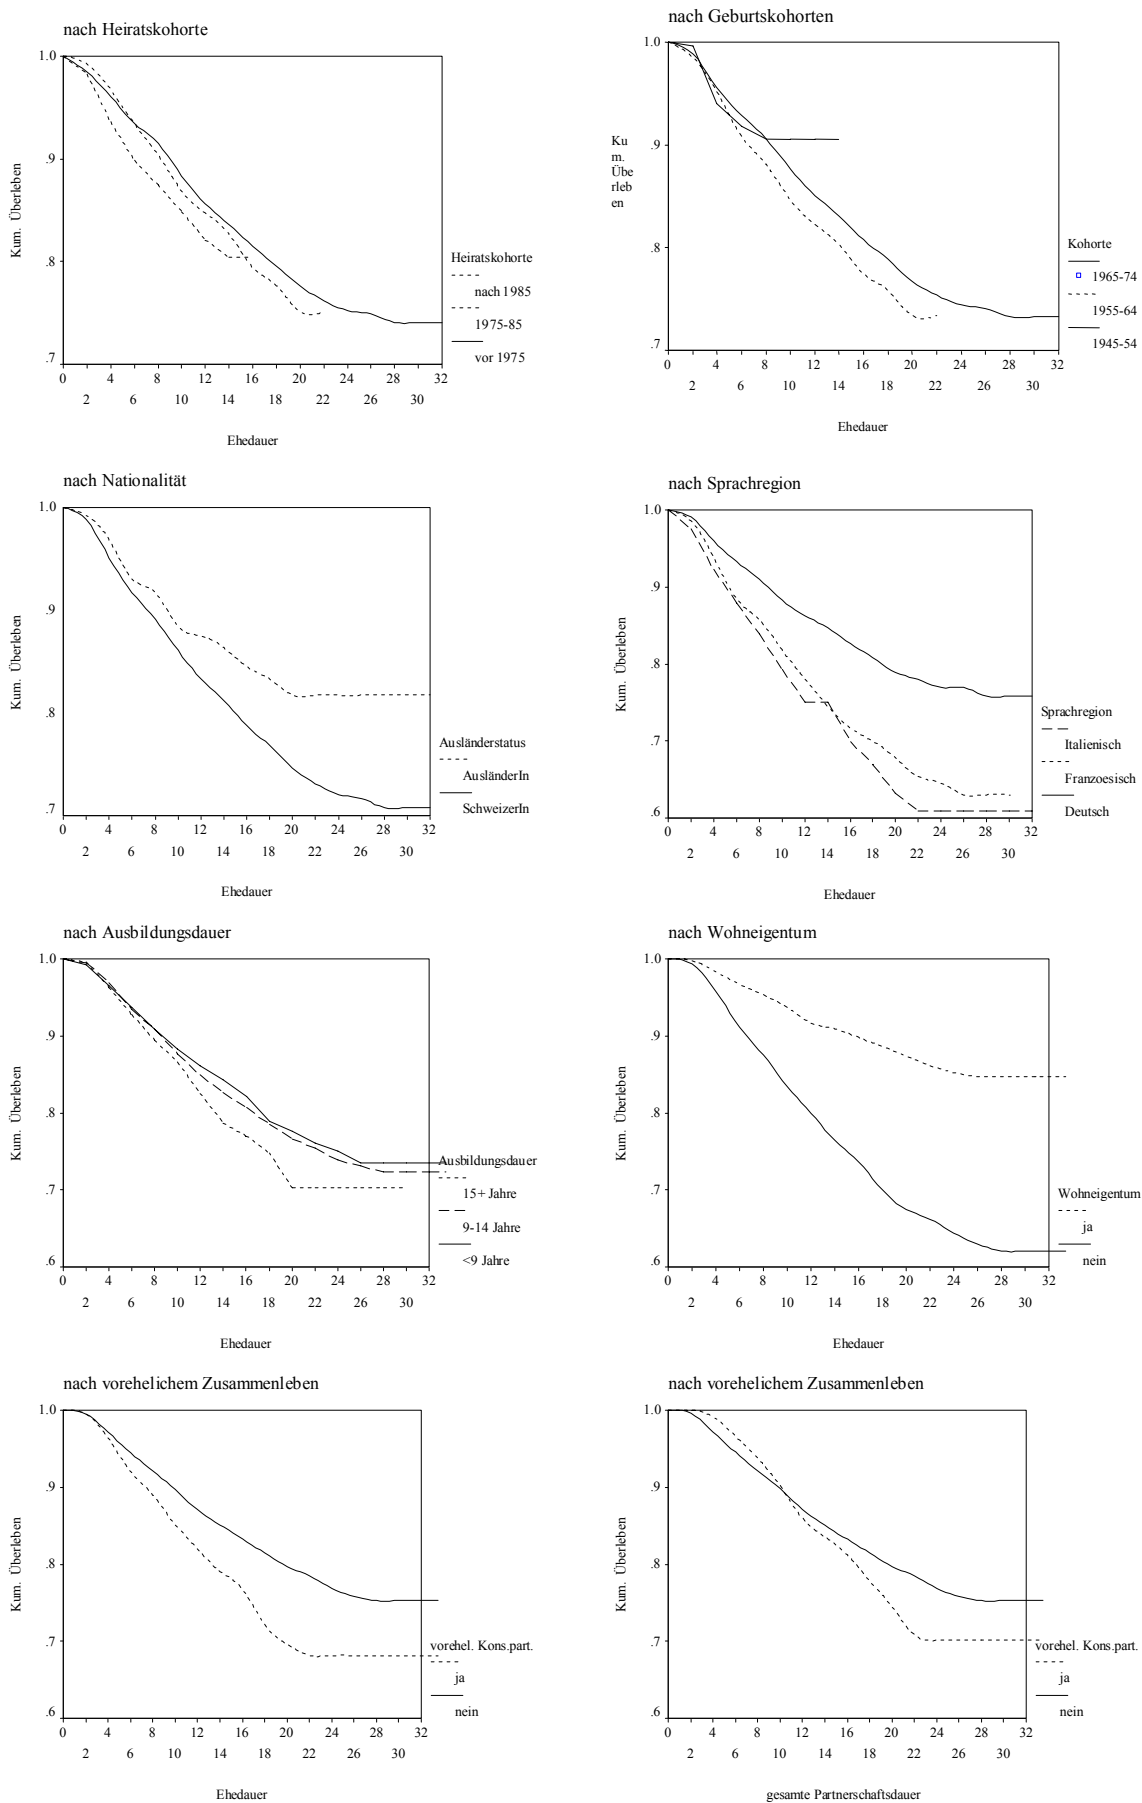 nach Heiratskohorte
1.0
.9
.8
.7
Kum. Überleben
0 4 8 12 16 20 24 28 32
2 6 10 14 18 22 26 30
Ehedauer
Heiratskohorte
nach 1985
1975-85
vor 1975
nach Geburtskohorten
1.0
.9
.8
.7
Ku
m.
Übe
rleb
en
0 4 8 12 16 20 24 28 32
2 6 10 14 18 22 26 30
Ehedauer
Kohorte
1965-74
1955-64
1945-54
nach Nationalität
1.0
.9
.8
.7
Kum. Überleben
0 4 8 12 16 20 24 28 32
2 6 10 14 18 22 26 30
Ehedauer
Ausländerstatus
AusländerIn
SchweizerIn
nach Sprachregion
1.0
.9
.8
.7
.6
Kum. Überleben
0 4 8 12 16 20 24 28 32
2 6 10 14 18 22 26 30
Ehedauer
Sprachregion
Italienisch
Franzoesisch
Deutsch
nach Ausbildungsdauer
1.0
.9
.8
.7
.6
Kum. Überleben
0 4 8 12 16 20 24 28 32
2 6 10 14 18 22 26 30
Ehedauer
Ausbildungsdauer
15+ Jahre
9-14 Jahre
<9 Jahre
nach Wohneigentum
1.0
.9
.8
.7
.6
Kum. Überleben
0 4 8 12 16 20 24 28 32
2 6 10 14 18 22 26 30
Ehedauer
Wohneigentum
ja
nein
nach vorehelichem Zusammenleben
1.0
.9
.8
.7
.6
Kum. Überleben
0 4 8 12 16 20 24 28 32
2 6 10 14 18 22 26 30
Ehedauer
vorehel. Kons.part.
ja
nein
nach vorehelichem Zusammenleben
1.0
.9
.8
.7
.6
Kum. Überleben
0 4 8 12 16 20 24 28 32
2 6 10 14 18 22 26 30
gesamte Partnerschaftsdauer
vorehel. Kons.part.
ja
nein